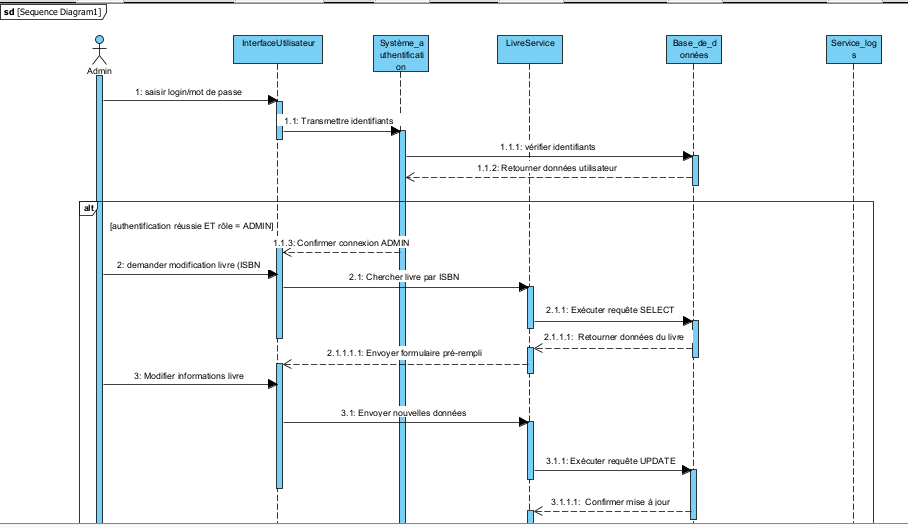 sd [Sequence Diagram1]
Admin
InterfaceUtilisateur
Système_a
uthentificati
on
LivreService
Base_de_d
onnées
Service_log
s
1: saisir login/mot de passe
1.1: Transmettre identifiants
1.1.1: vérifier identifiants
1.1.2: Retourner données utilisateur
alt
[authentification réussie ET rôle = ADMIN]
1.1.3: Confirmer connexion ADMIN
2: demander modification livre (ISBN
2.1: Chercher livre par ISBN
2.1.1: Exécuter requête SELECT
2.1.1.1: Retourner données du livre
2.1.1.1.1: Envoyer formulaire pré-rempli
3: Modifier informations livre
3.1: Envoyer nouvelles données
3.1.1: Exécuter requête UPDATE
3.1.1.1: Confirmer mise à jour